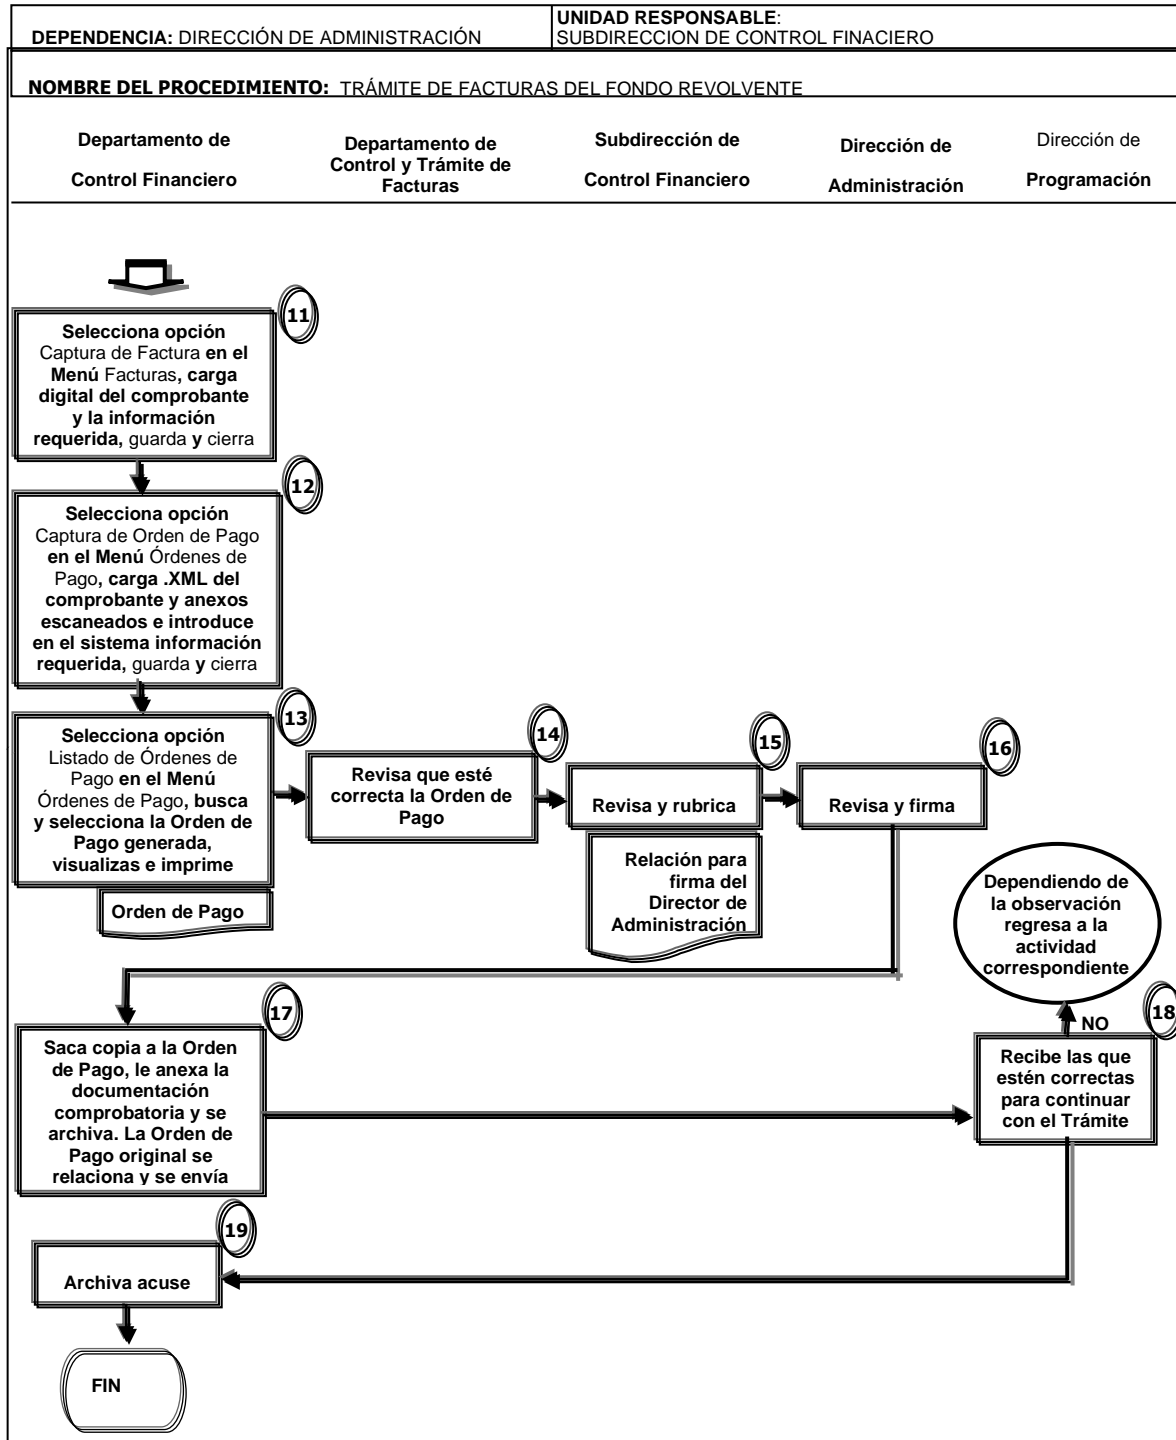 UNIDAD RESPONSABLE:
DEPENDENCIA: DIRECCIÓN DE ADMINISTRACIÓN
SUBDIRECCION DE CONTROL FINACIERO
NOMBRE DEL PROCEDIMIENTO: TRÁMITE DE FACTURAS DEL FONDO REVOLVENTE
Departamento de
Control Financiero
Departamento de
Control y Trámite de
Facturas
Subdirección de
Control Financiero
Dirección de
Administración
Dirección de
Programación
11
Selecciona opción
Captura de Factura en el
Menú Facturas, carga
digital del comprobante
y la información
requerida, guarda y cierra
12
Selecciona opción
Captura de Orden de Pago
en el Menú Órdenes de
Pago, carga .XML del
comprobante y anexos
escaneados e introduce
en el sistema información
requerida, guarda y cierra
13
Selecciona opción
Listado de Órdenes de
Pago en el Menú
Órdenes de Pago, busca
y selecciona la Orden de
Pago generada,
visualizas e imprime
Orden de Pago
14
Revisa que esté
correcta la Orden de
Pago
15
Revisa y rubrica
Relación para
firma del
Director de
Administración
16
Revisa y firma
Dependiendo de
la observación
regresa a la
actividad
correspondiente
17
Saca copia a la Orden
de Pago, le anexa la
documentación
comprobatoria y se
archiva. La Orden de
Pago original se
relaciona y se envía
NO
18
Recibe las que
estén correctas
para continuar
con el Trámite
19
Archiva acuse
FIN